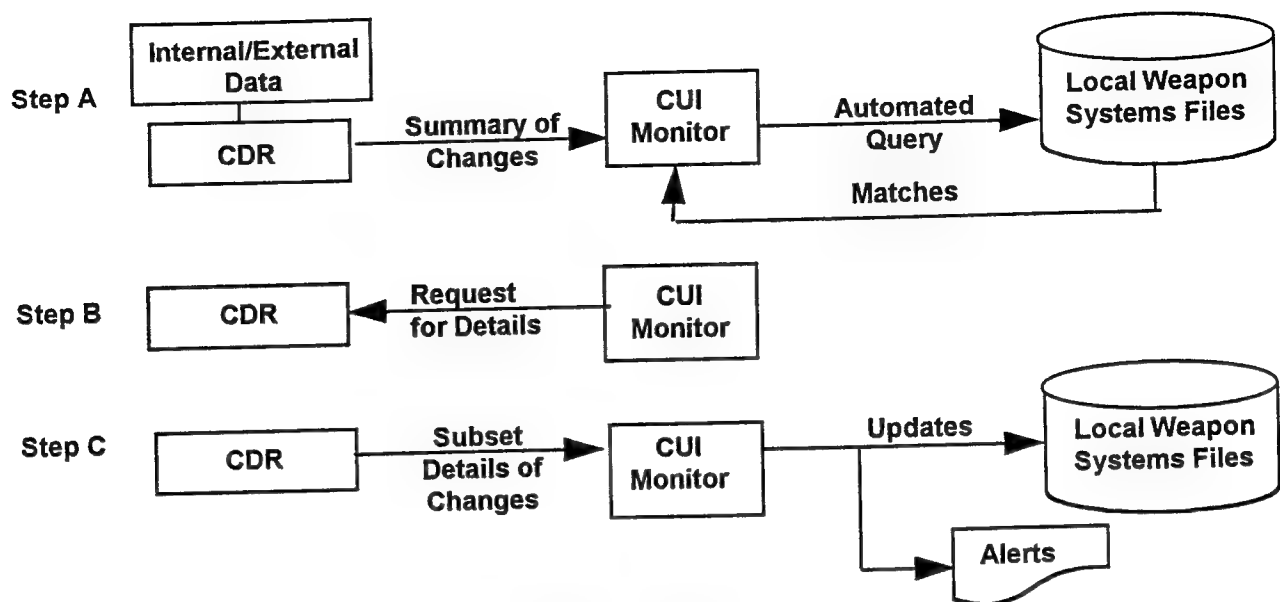 Step A
Internal/External
Data
CDR
Summary of
Changes
CUI
Monitor
Automated
Query
Local Weapon
Systems Files
Matches
Step B
CDR
Request
for Details
CUI
Monitor
Step C
CDR
Subset
Details of
Changes
CUI
Monitor
Updates
Local Weapon
Systems Files
Alerts